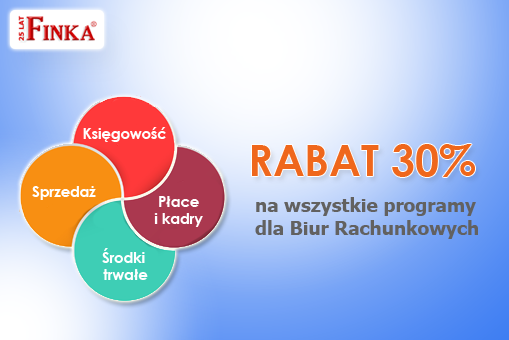 25 LAT
FINKA®
Księgowość
Sprzedaż
Płace
i kadry
Środki
trwałe
RABAT 30%
na wszystkie programy
dla Biur Rachunkowych